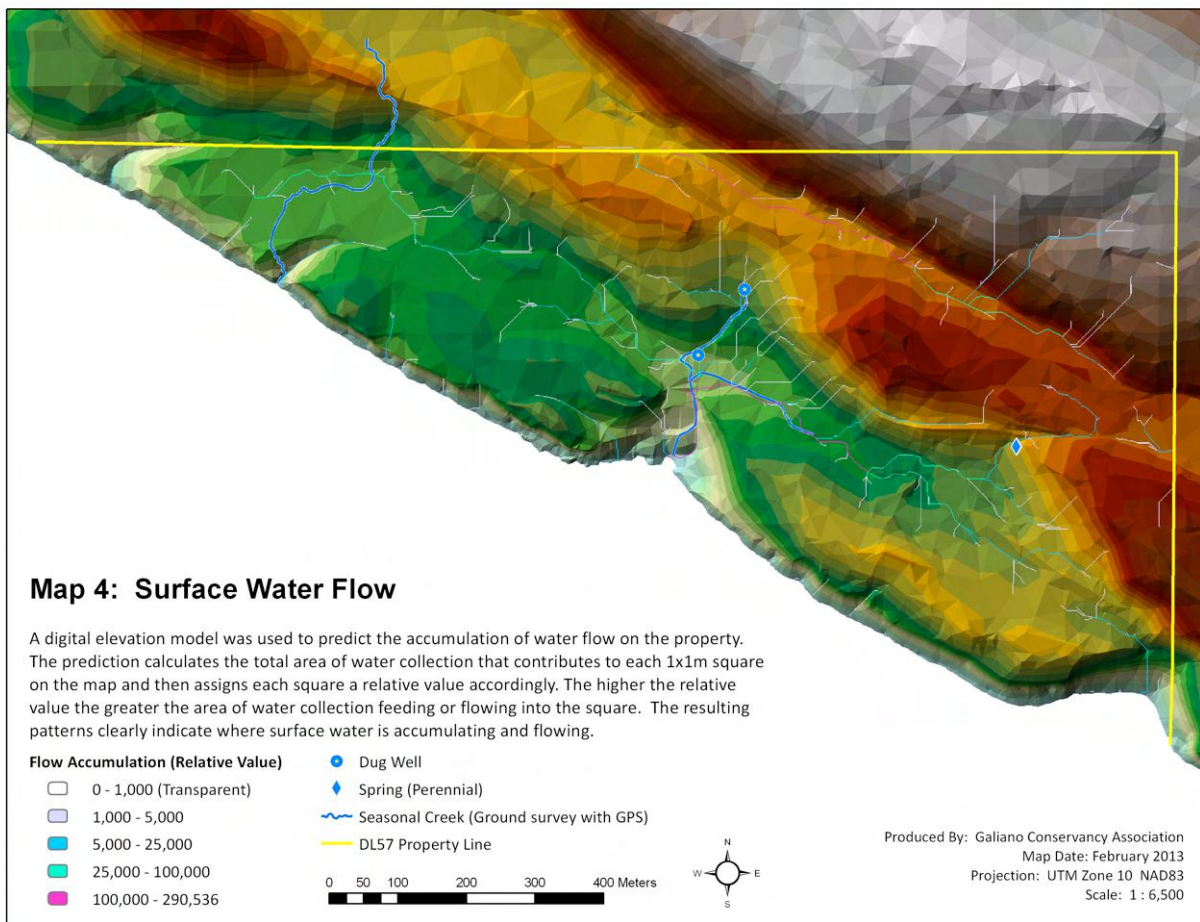 Map 4: Surface Water Flow
A digital elevation model was used to predict the accumulation of water flow on the property.
The prediction calculates the total area of water collection that contributes to each 1x1m square
on the map and then assigns each square a relative value accordingly. The higher the relative
value the greater the area of water collection feeding or flowing into the square. The resulting
patterns clearly indicate where surface water is accumulating and flowing.
Flow Accumulation (Relative Value)
0 - 1,000 (Transparent)
1,000 - 5,000
5,000 - 25,000
25,000 - 100,000
100,000 - 290,536
Dug Well
Spring (Perennial)
Seasonal Creek (Ground survey with GPS)
DL57 Property Line
0 50 100 200 300 400 Meters
N
W E
S
Produced By: Galiano Conservancy Association
Map Date: February 2013
Projection: UTM Zone 10 NAD83
Scale: 1 : 6,500